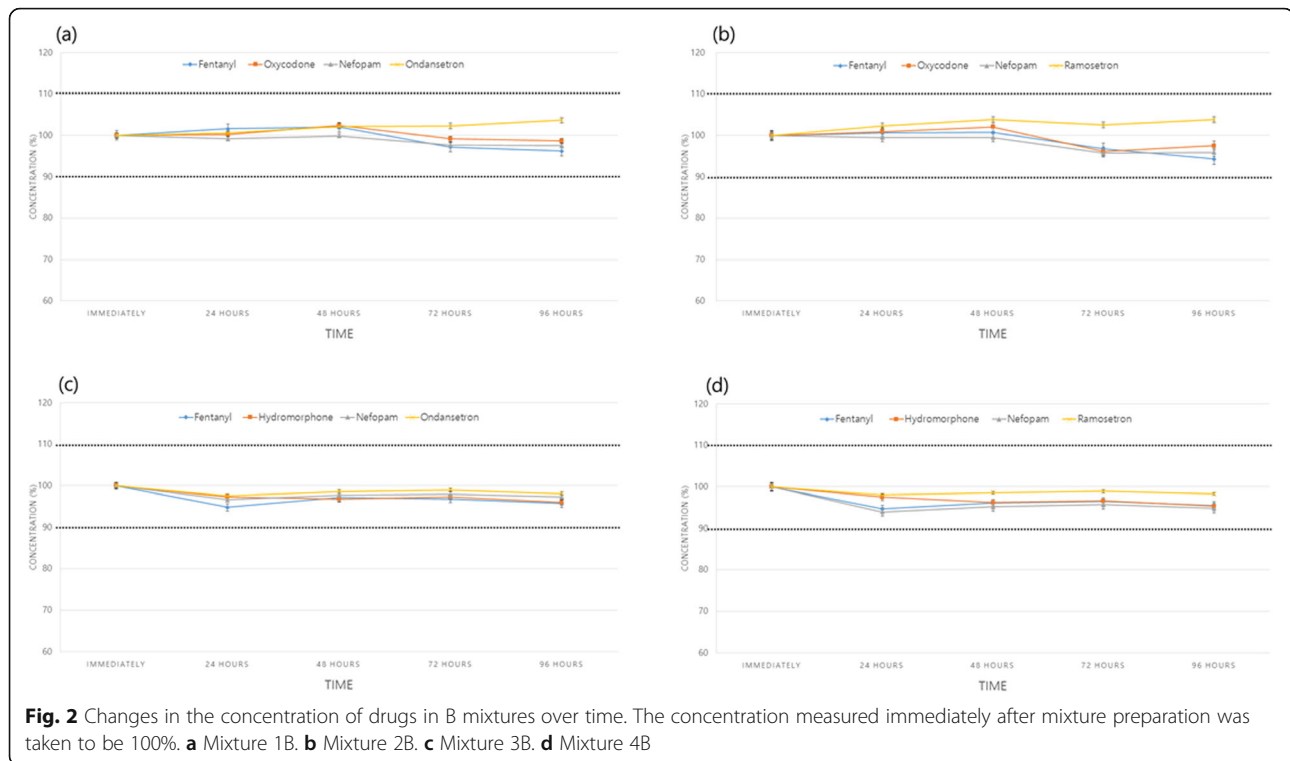 (a)
120
Fentanyl Oxycodone Nefopam Ondansetron
110
100
90
80
70
60
CONCENTRATION (%)
IMMEDIATELY 24 HOURS 48 HOURS 72 HOURS 96 HOURS
TIME
(b)
120
Fentanyl Oxycodone Nefopam Ramosetron
110
100
90
80
70
60
CONCENTRATION (%)
IMMEDIATELY 24 HOURS 48 HOURS 72 HOURS 96 HOURS
TIME
(c)
120
Fentanyl Hydromorphone Nefopam Ondansetron
110
100
90
80
70
60
CONCENTRATION (%)
IMMEDIATELY 24 HOURS 48 HOURS 72 HOURS 96 HOURS
TIME
(d)
120
Fentanyl Hydromorphone Nefopam Ramosetron
110
100
90
80
70
60
CONCENTRATION (%)
IMMEDIATELY 24 HOURS 48 HOURS 72 HOURS 96 HOURS
TIME
Fig. 2 Changes in the concentration of drugs in B mixtures over time. The concentration measured immediately after mixture preparation was
taken to be 100%. a Mixture 1B. b Mixture 2B. c Mixture 3B. d Mixture 4B